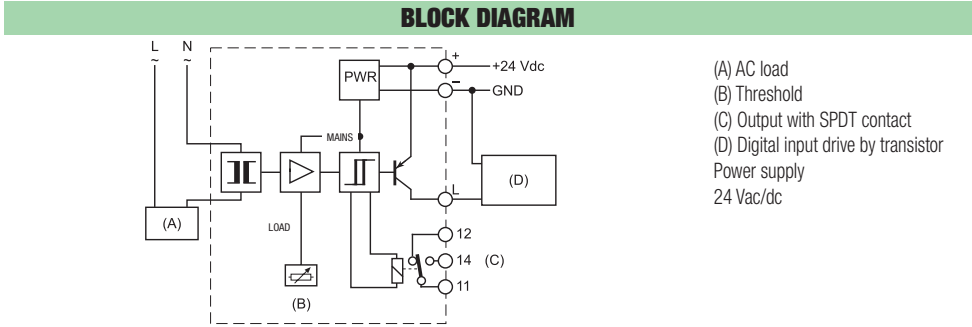 BLOCK DIAGRAM
L N
~ ~
+
PWR
+24 Vdc
–
GND
MAINS
(D)
L
(A)
LOAD
12
14 (C)
11
(B)
(A) AC load
(B) Threshold
(C) Output with SPDT contact
(D) Digital input drive by transistor
Power supply
24 Vac/dc